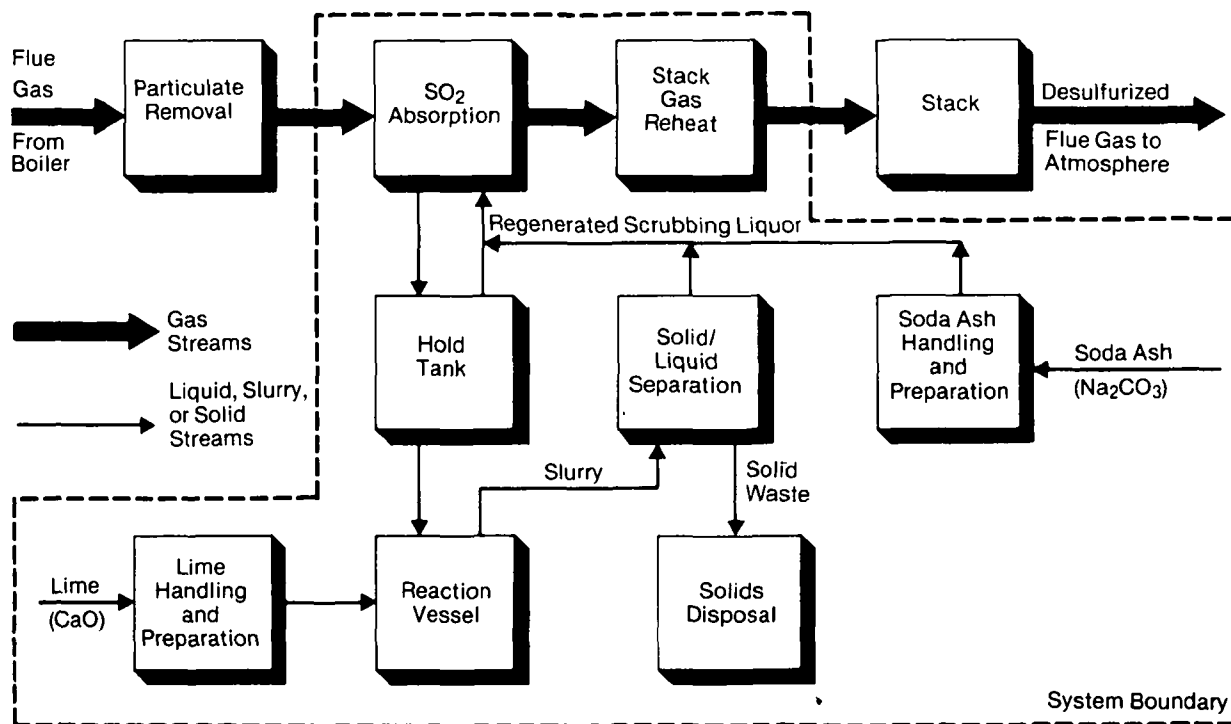 Flue
Gas
From
Boiler
Particulate
Removal
SO₂
Absorption
Stack
Gas
Reheat
Stack
Desulfurized
Flue Gas to
Atmosphere
Regenerated Scrubbing Liquor
Gas
Streams
Liquid, Slurry,
or Solid
Streams
Hold
Tank
Solid/
Liquid
Separation
Soda Ash
Handling
and
Preparation
Soda Ash
(Na₂CO₃)
Slurry
Solid
Waste
Lime
(CaO)
Lime
Handling
and
Preparation
Reaction
Vessel
Solids
Disposal
System Boundary